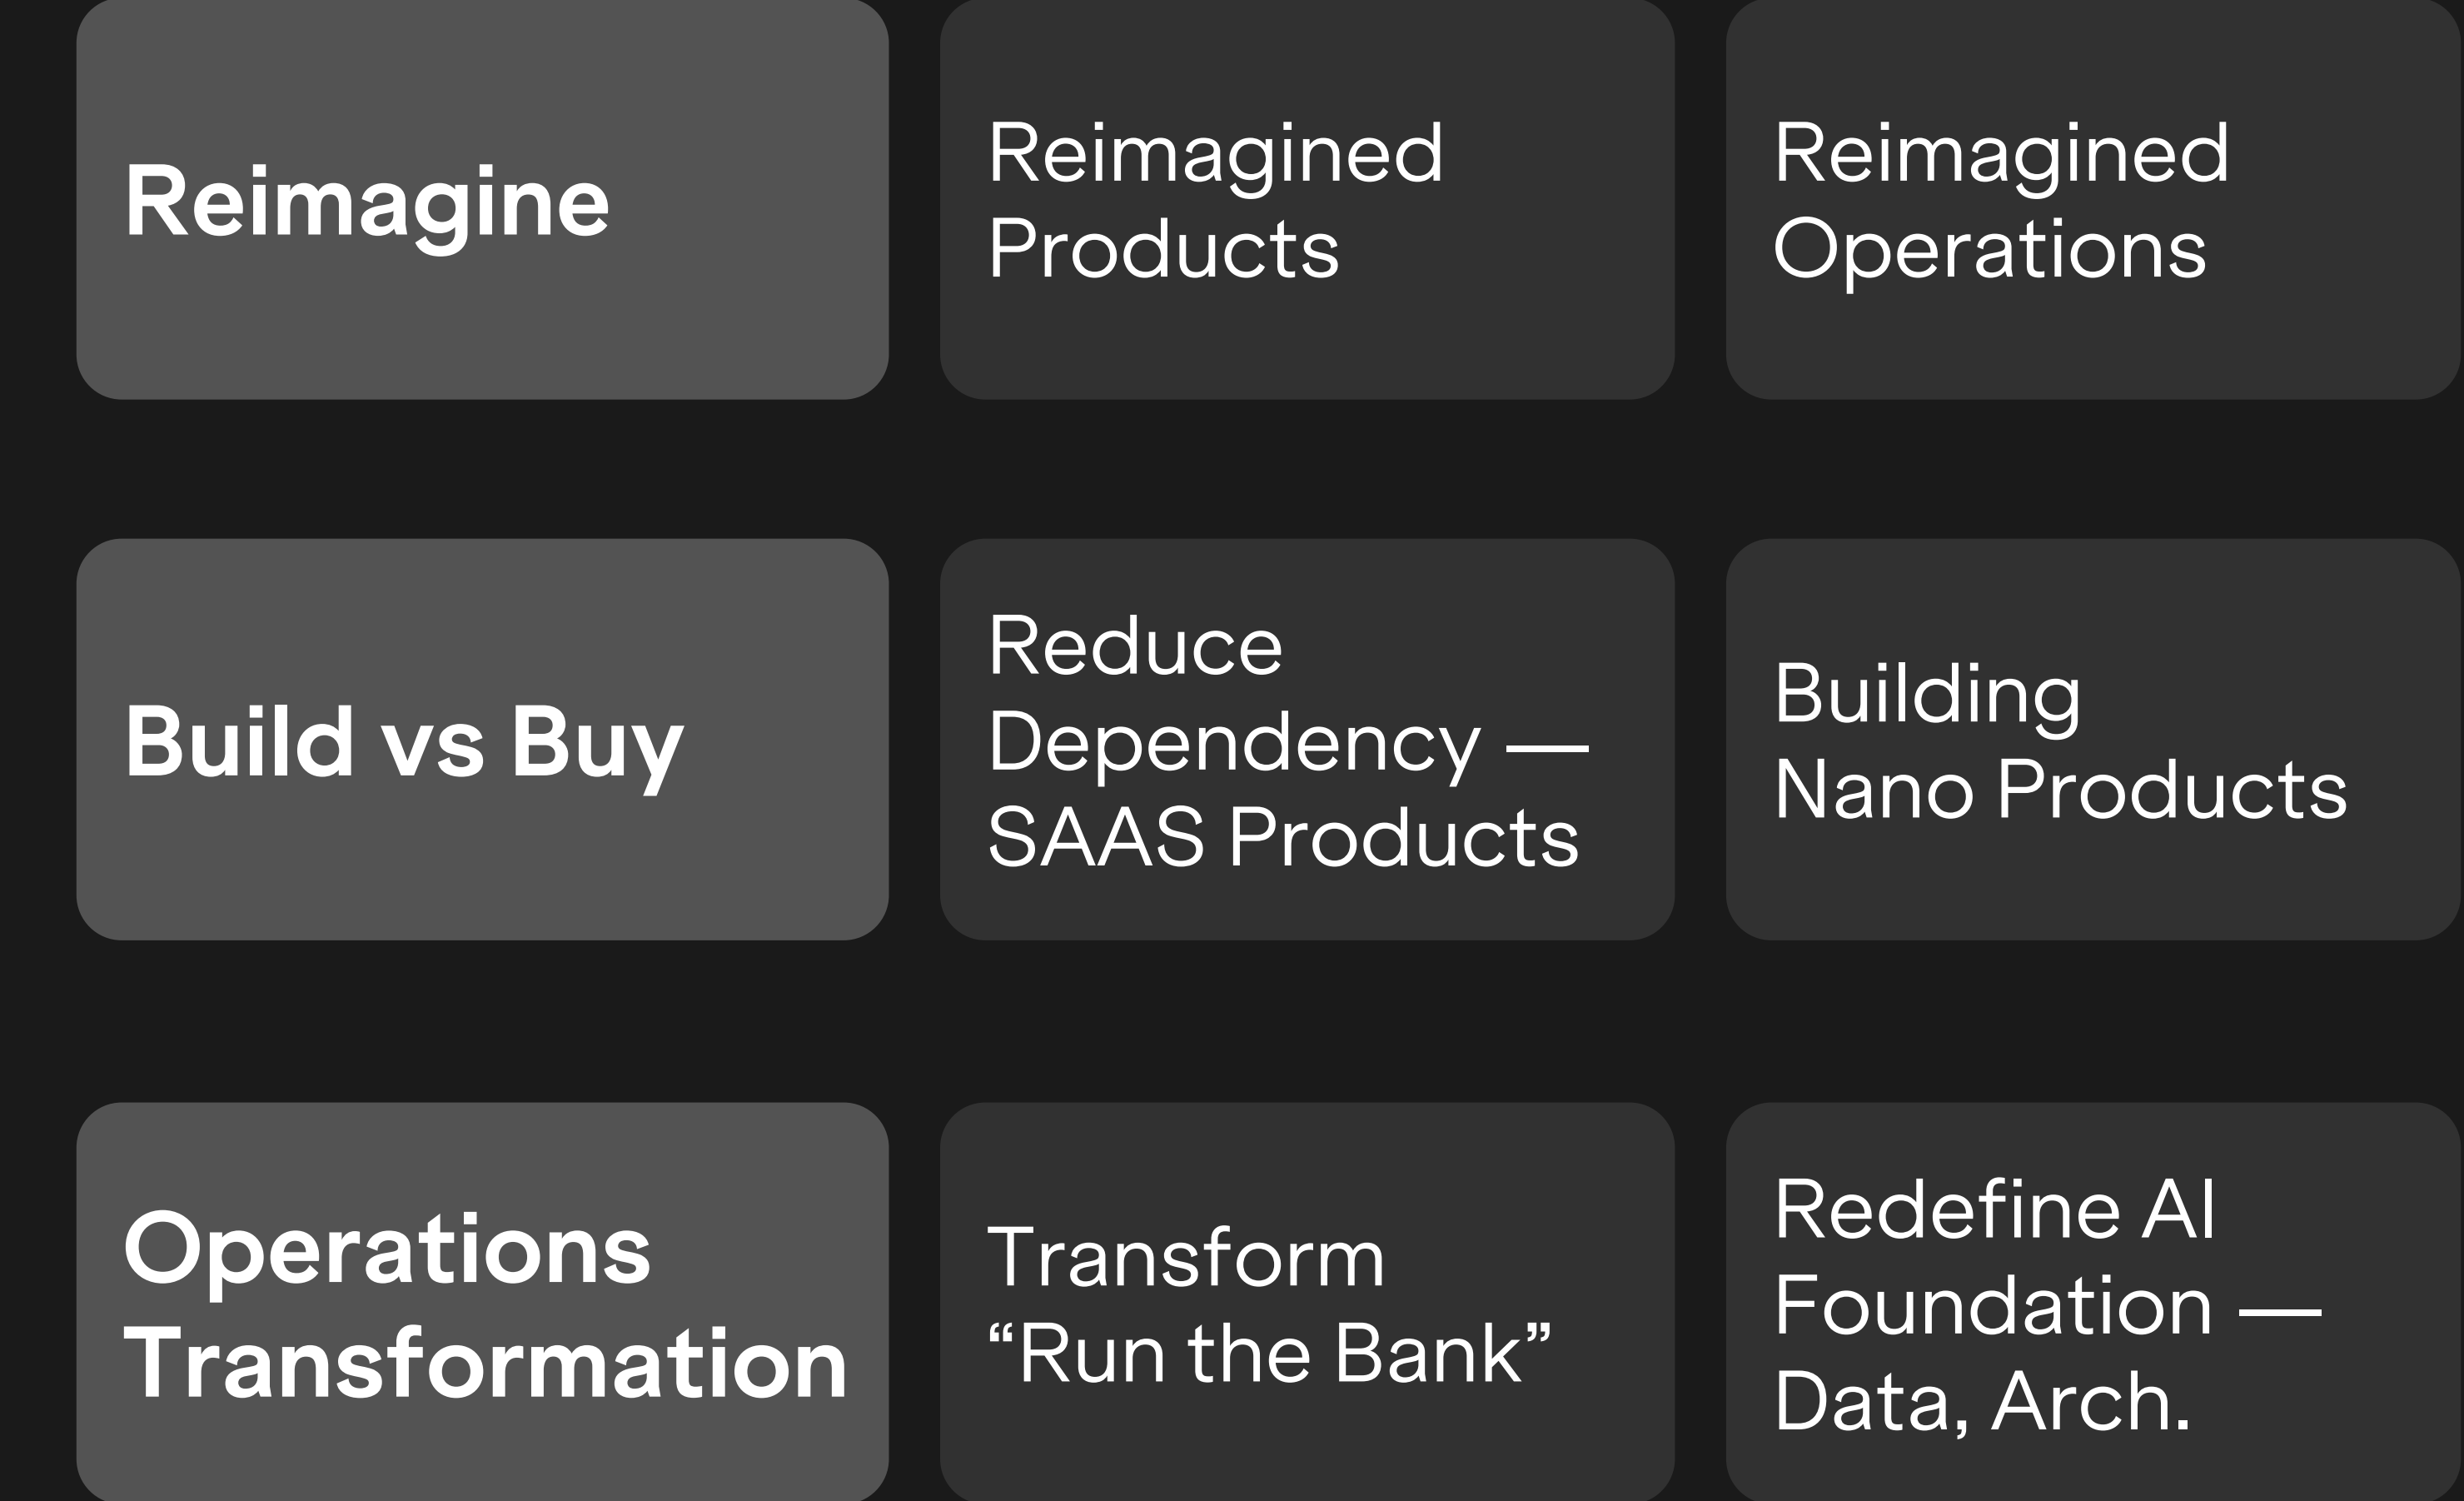 Reimagine
Reimagined
Products
Reimagined
Operations
Build vs Buy
Reduce
Dependency —
SAAS Products
Building
Nano Products
Operations
Transformation
Transform
“Run the Bank”
Redefine AI
Foundation —
Data, Arch.